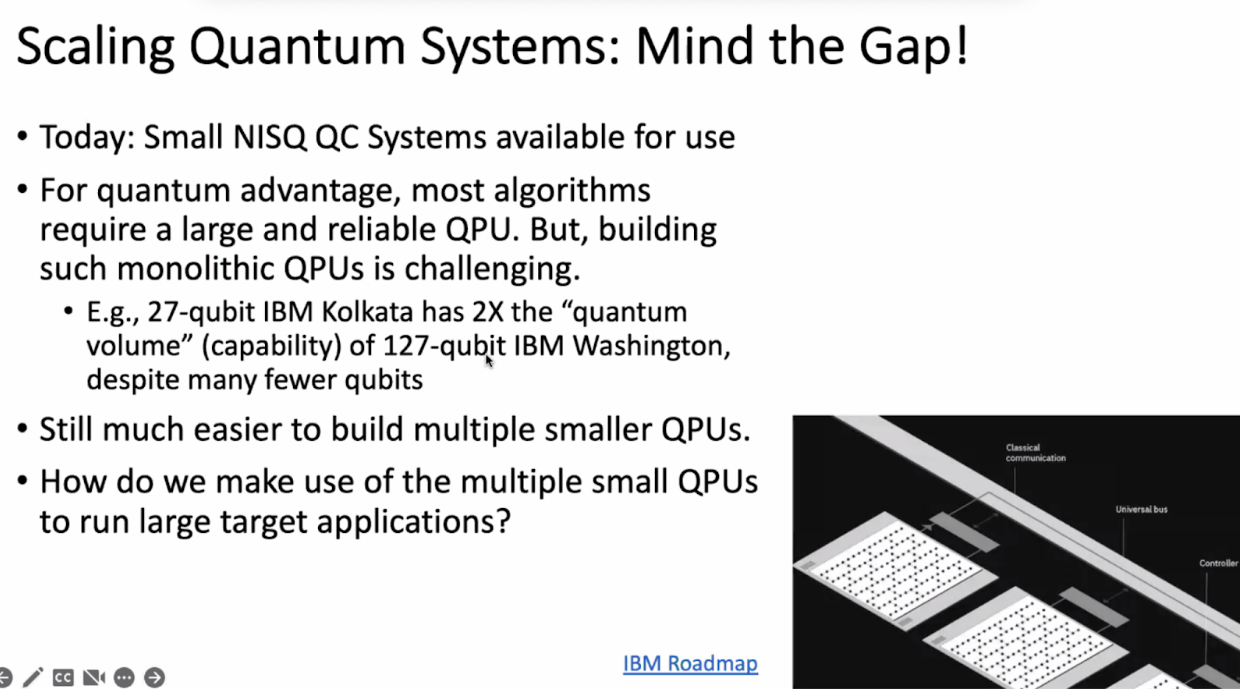 Scaling Quantum Systems: Mind the Gap!
• Today: Small NISQ QC Systems available for use
• For quantum advantage, most algorithms
require a large and reliable QPU. But, building
such monolithic QPUs is challenging.
• E.g., 27-qubit IBM Kolkata has 2X the “quantum
volume” (capability) of 127-qubit IBM Washington,
despite many fewer qubits
• Still much easier to build multiple smaller QPUs.
• How do we make use of the multiple small QPUs
to run large target applications?
Classical
communication
Universal bus
Controller
IBM Roadmap
CC